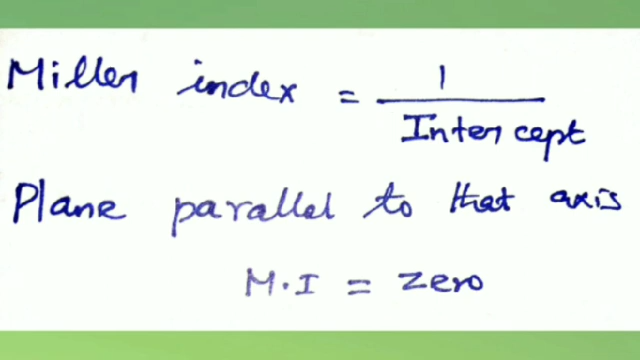 Miller index = 1 / Intercept
Plane parallel to that axis
M.I = Zero